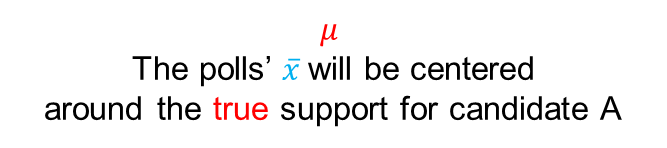 μ
The polls’ x̄ will be centered
around the true support for candidate A